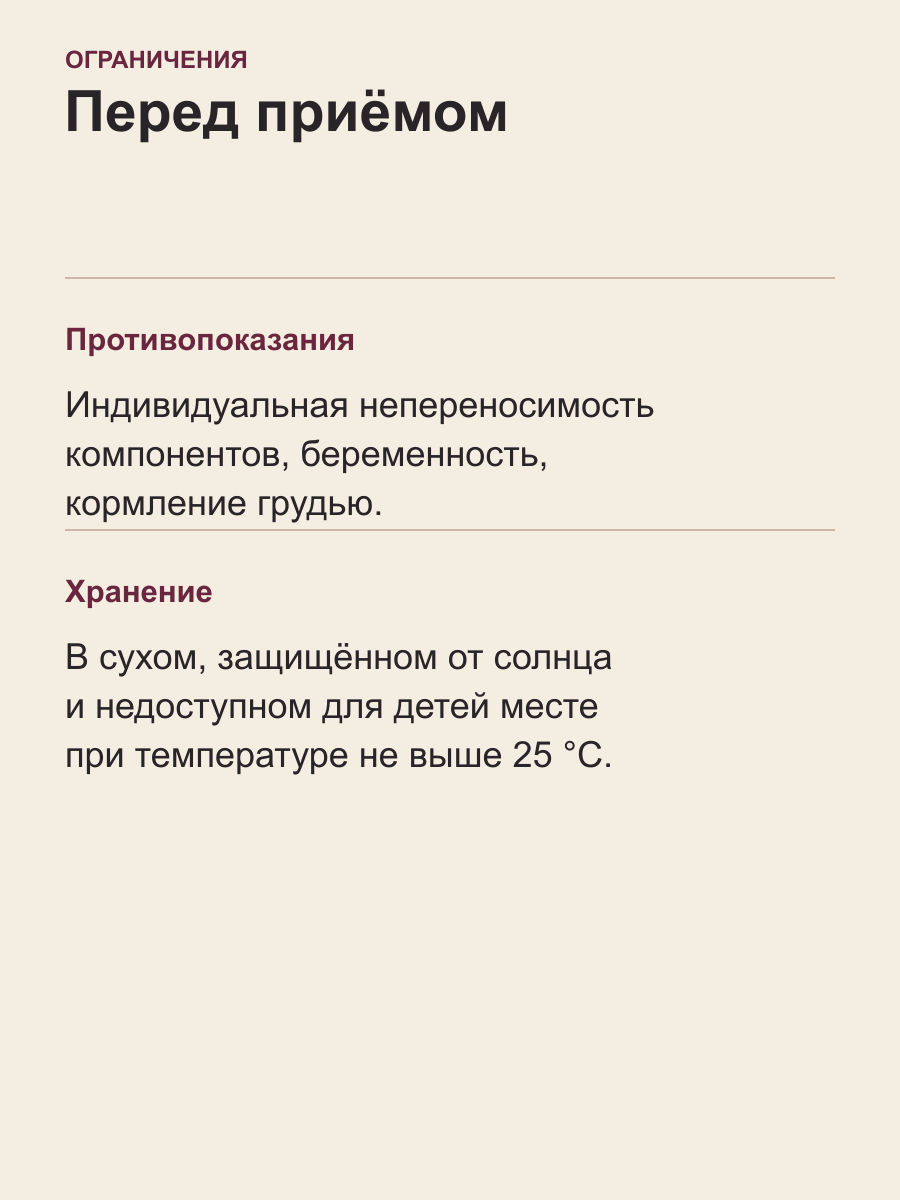 ОГРАНИЧЕНИЯ
Перед приёмом
Противопоказания
Индивидуальная непереносимость
компонентов, беременность,
кормление грудью.
Хранение
В сухом, защищённом от солнца
и недоступном для детей месте
при температуре не выше 25 °C.